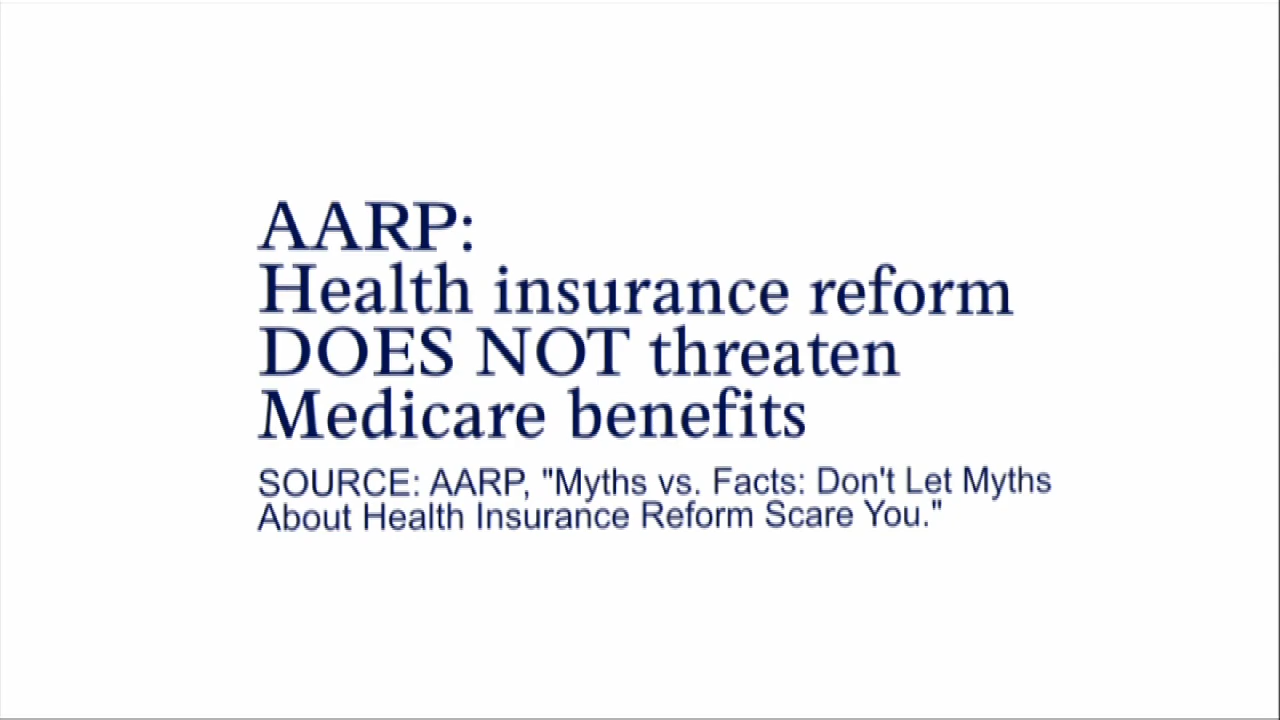 AARP:
Health insurance reform
DOES NOT threaten
Medicare benefits
SOURCE: AARP, "Myths vs. Facts: Don't Let Myths
About Health Insurance Reform Scare You."